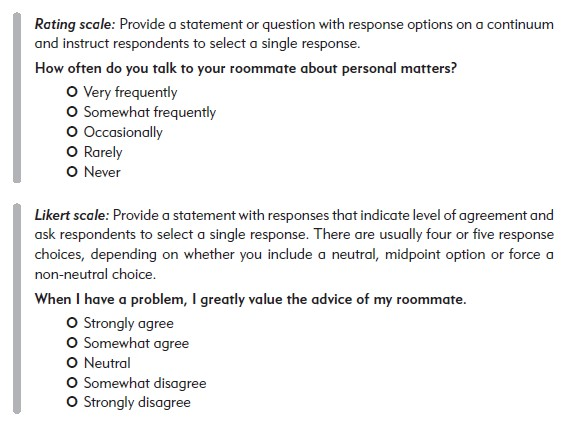 Rating scale: Provide a statement or question with response options on a continuum
and instruct respondents to select a single response.
How often do you talk to your roommate about personal matters?
Very frequently
Somewhat frequently
Occasionally
Rarely
Never
Likert scale: Provide a statement with responses that indicate level of agreement and
ask respondents to select a single response. There are usually four or five response
choices, depending on whether you include a neutral, midpoint option or force a
non-neutral choice.
When I have a problem, I greatly value the advice of my roommate.
Strongly agree
Somewhat agree
Neutral
Somewhat disagree
Strongly disagree